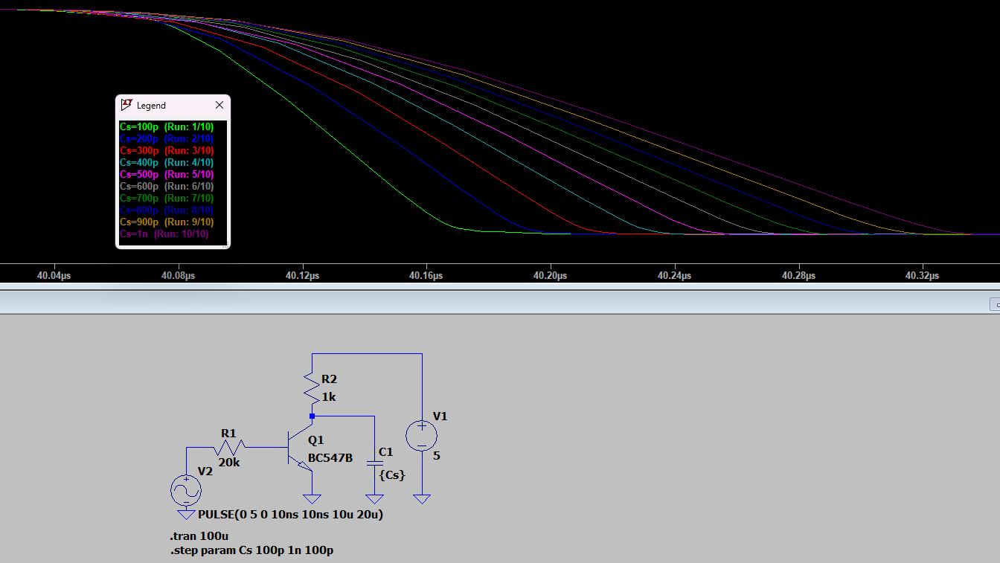 Legend
Cs=100p (Run: 1/10)
Cs=200p (Run: 2/10)
Cs=300p (Run: 3/10)
Cs=400p (Run: 4/10)
Cs=500p (Run: 5/10)
Cs=600p (Run: 6/10)
Cs=700p (Run: 7/10)
Cs=800p (Run: 8/10)
Cs=900p (Run: 9/10)
Cs=1n (Run: 10/10)
40.04µs 40.08µs 40.12µs 40.16µs 40.20µs 40.24µs 40.28µs 40.32µs
R2
1k
V1
5
R1
20k
Q1
BC547B
C1
{Cs}
V2
PULSE(0 5 0 10ns 10ns 10u 20u)
.tran 100u
.step param Cs 100p 1n 100p